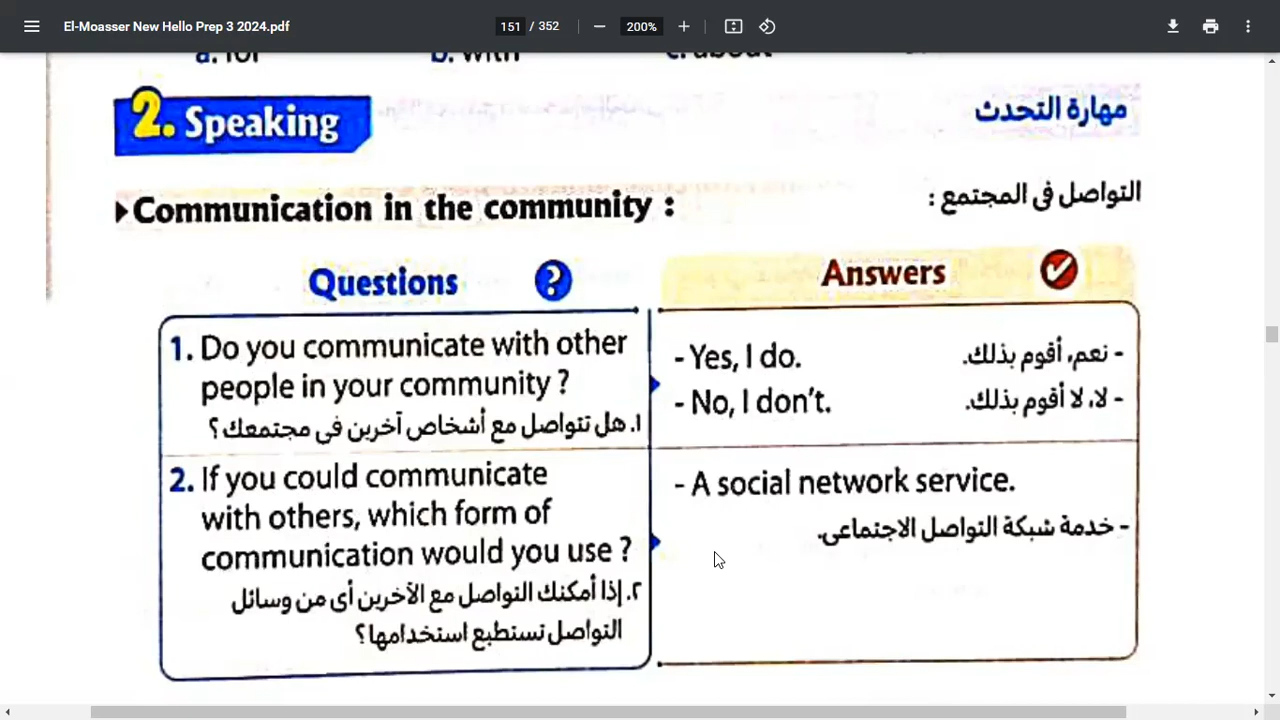 El-Moasser New Hello Prep 3 2024.pdf
151 / 352
200%
a. for b. with c. about
2. Speaking
مهارة التحدث
Communication in the community :
التواصل فى المجتمع :
Questions ?
Answers
1. Do you communicate with other
people in your community ?
١. هل تتواصل مع أشخاص آخرين فى مجتمعك؟
- Yes, I do.
- نعم، أقوم بذلك.
- No, I don't.
- لا، لا أقوم بذلك.
2. If you could communicate
with others, which form of
communication would you use ?
٢. إذا أمكنك التواصل مع الآخرين أى من وسائل
التواصل تستطيع استخدامها؟
- A social network service.
- خدمة شبكة التواصل الاجتماعى.